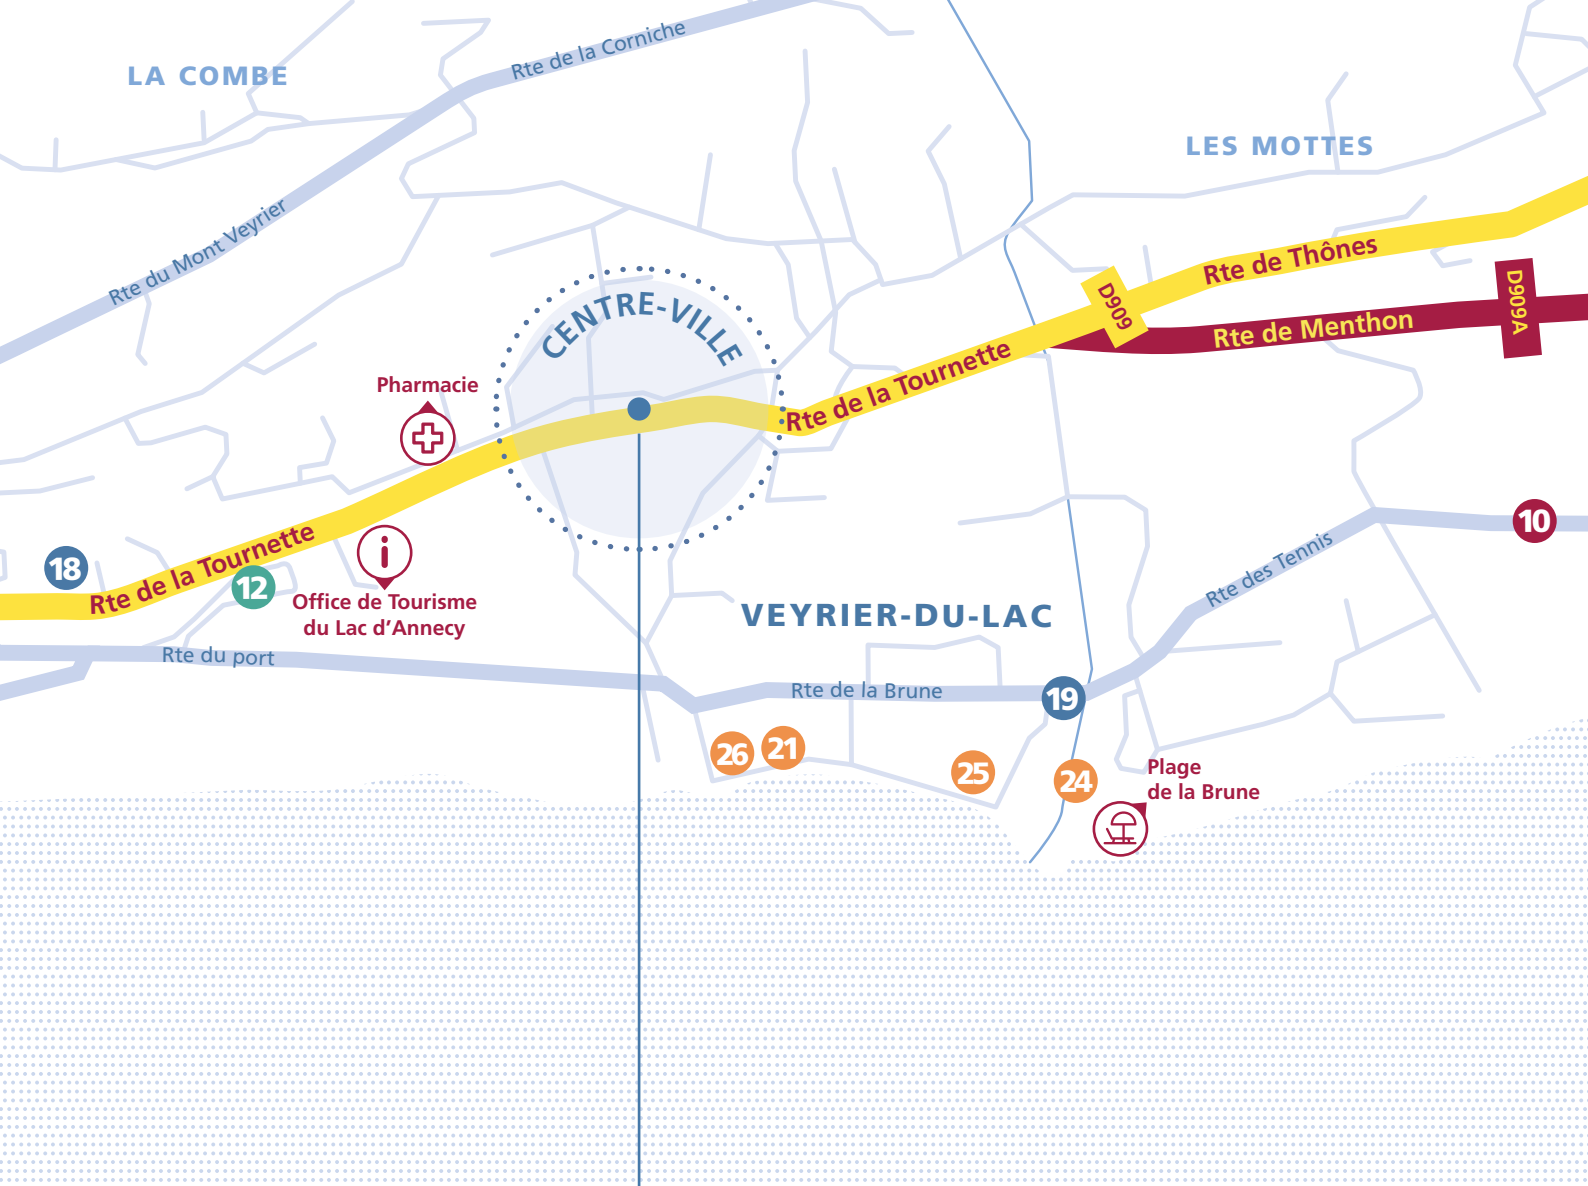 Rte de la Corniche
LA COMBE
LES MOTTES
Rte du Mont Veyrier
Rte de Thônes
D909
D909A
Rte de Menthon
CENTRE-VILLE
Rte de la Tournette
Pharmacie
10
18
Rte de la Tournette
12
Office de Tourisme
du Lac d’Annecy
Rte des Tennis
VEYRIER-DU-LAC
Rte du port
Rte de la Brune
19
26
21
25
24
Plage
de la Brune